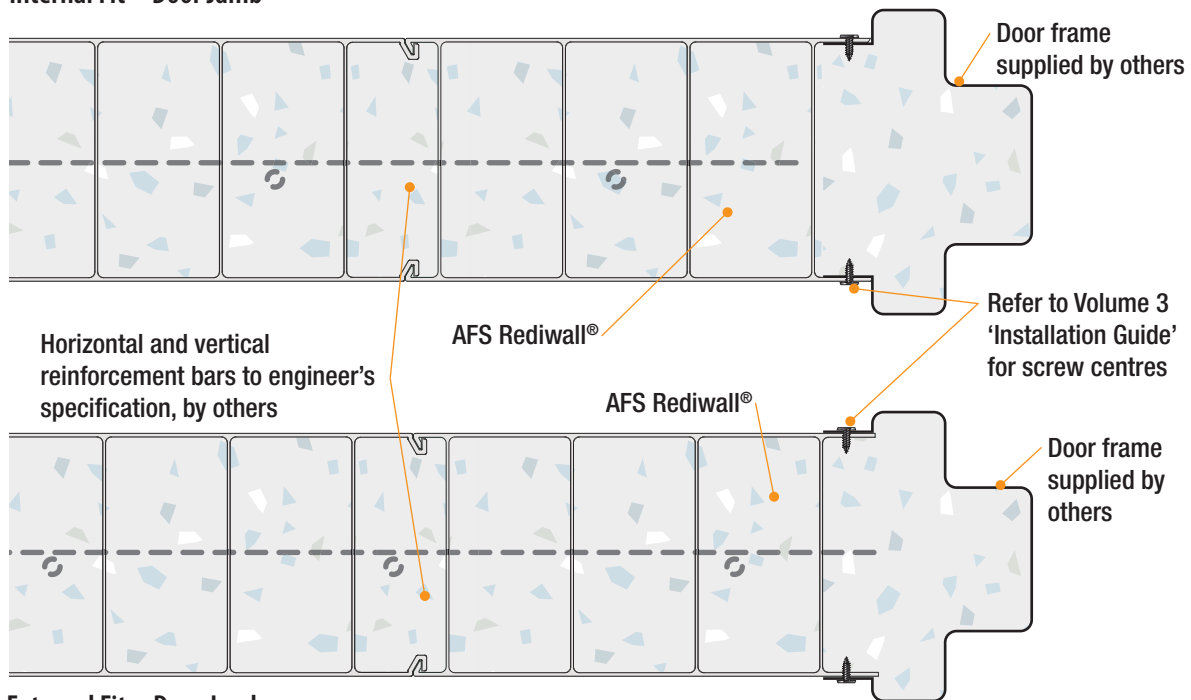 Internal Fit – Door Jamb
Door frame
supplied by others
AFS Rediwall®
Refer to Volume 3
‘Installation Guide’
for screw centres
Horizontal and vertical
reinforcement bars to engineer’s
specification, by others
AFS Rediwall®
Door frame
supplied by
others
External Fit – Door Jamb